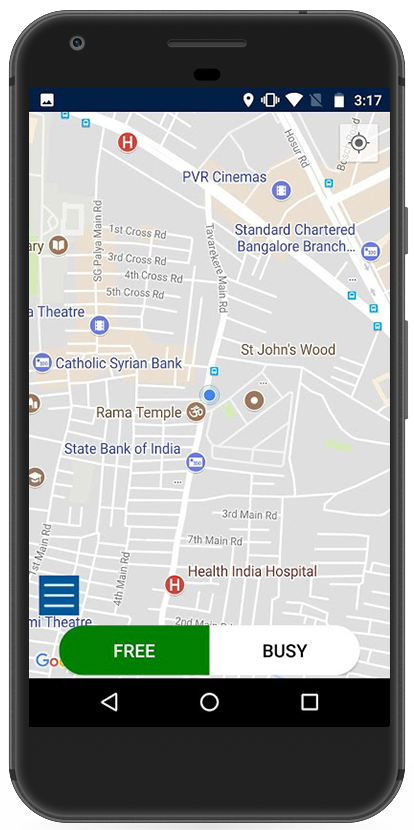 3:17
H
Hosur Rd
PVR Cinemas
SG Palya Main Rd
Tavarekere Main Rd
Standard Chartered
Bangalore Branch...
1st Cross Rd
ary
3rd Cross Rd
4th Cross Rd
5th Cross Rd
a Theatre
St John's Wood
Catholic Syrian Bank
...
Rama Temple
State Bank of India
...
3rd Main Rd
7th Main Rd
1st Main Rd
4th Main Rd
Health India Hospital
H
mi Theatre
2nd Main Rd
Goo
FREE
BUSY